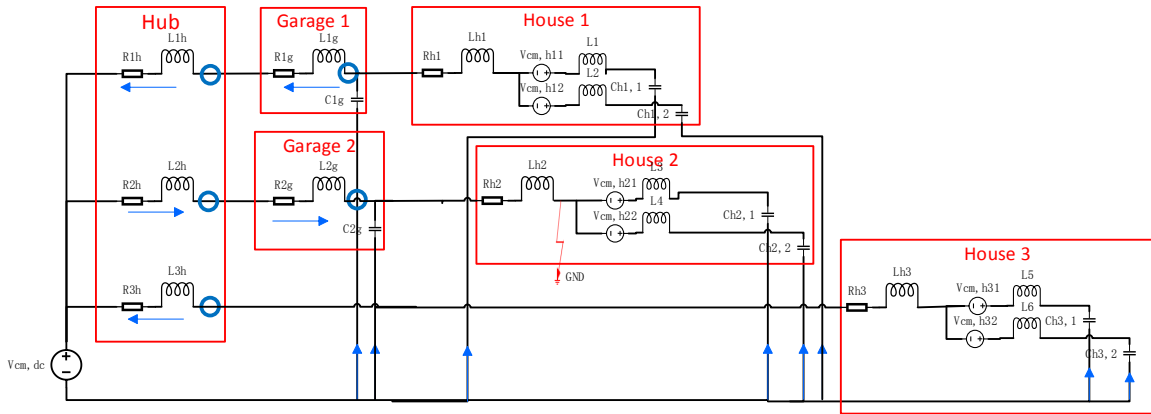 Hub
Garage 1
House 1
L1h
R1h
L1g
R1g
C1g
Lh1
Rh1
Vcm,h11
L1
Vcm,h12
L2
Ch1,1
Ch1,2
Garage 2
House 2
L2h
R2h
L2g
R2g
C2g
Lh2
Rh2
Vcm,h21
L3
Vcm,h22
L4
Ch2,1
Ch2,2
GND
House 3
L3h
R3h
Lh3
Rh3
Vcm,h31
L5
Vcm,h32
L6
Ch3,1
Ch3,2
Vcm,dc